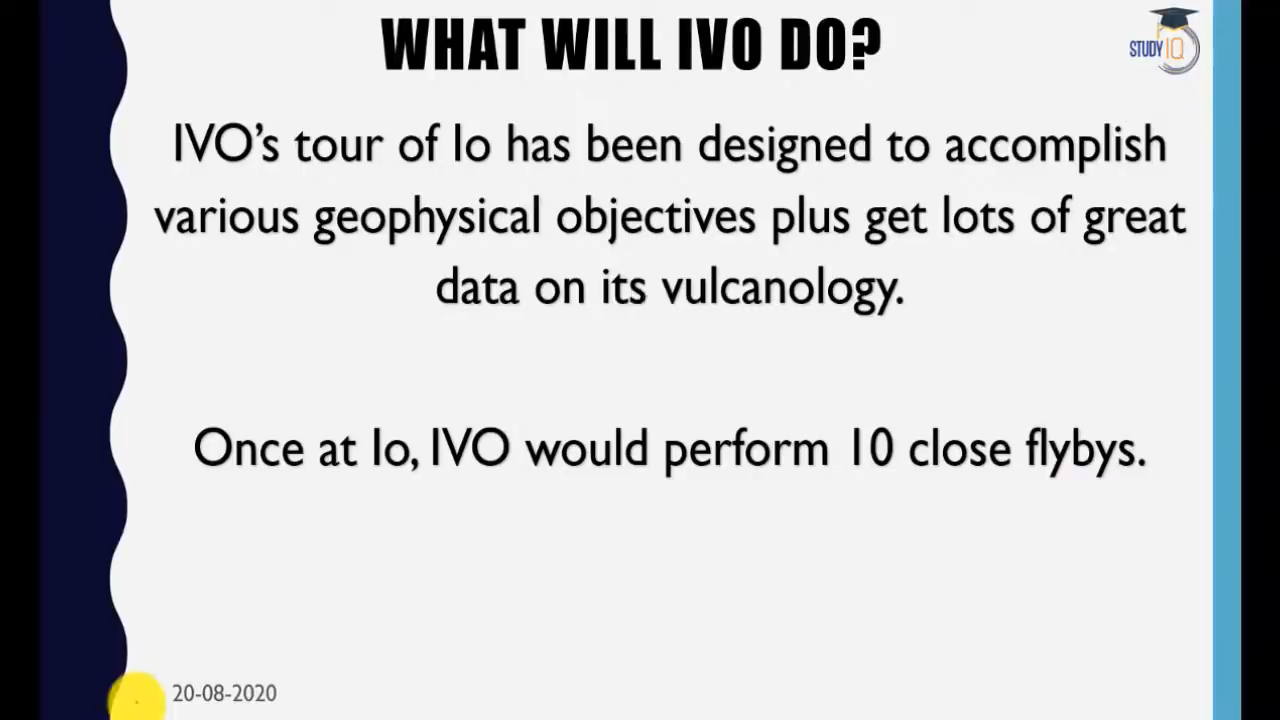 WHAT WILL IVO DO?
STUDY IQ
IVO's tour of Io has been designed to accomplish
various geophysical objectives plus get lots of great
data on its vulcanology.
Once at Io, IVO would perform 10 close flybys.
20-08-2020